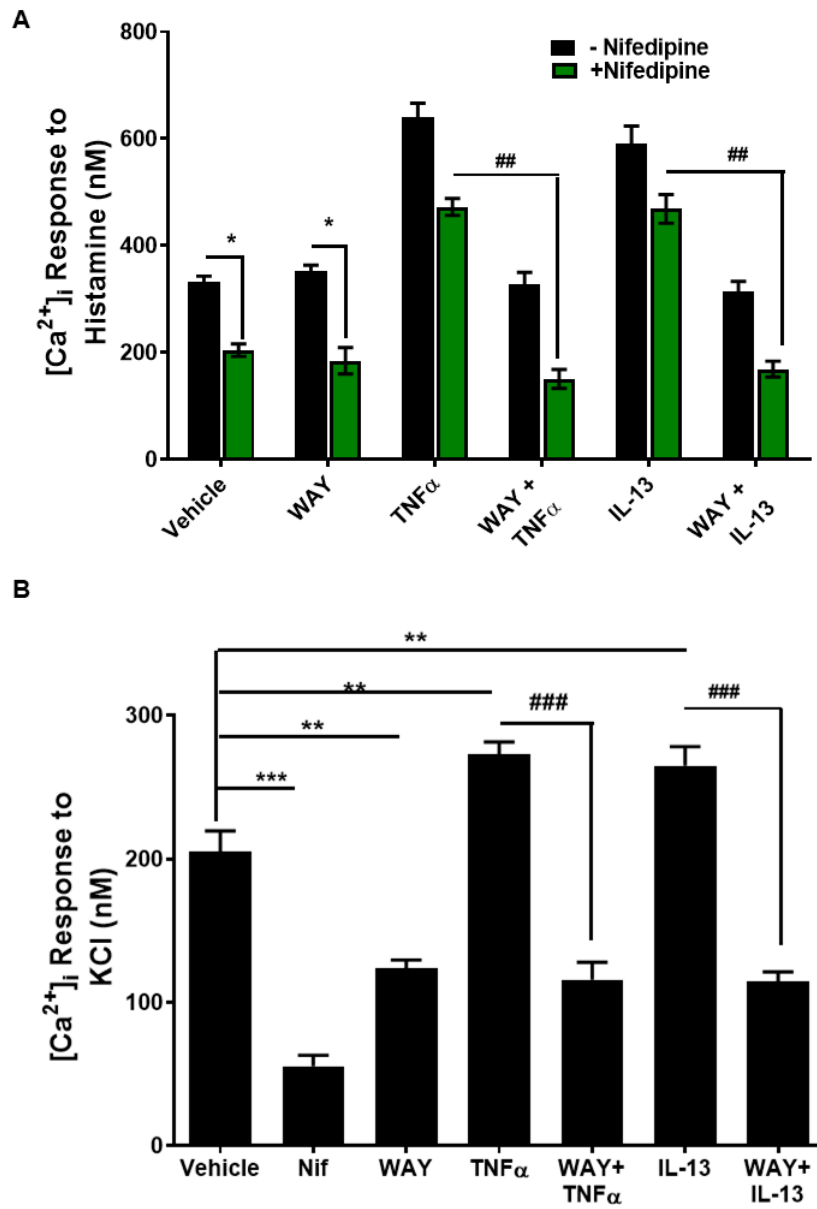 A
800
600
400
200
0
[Ca²⁺]ᵢ Response to
Histamine (nM)
- Nifedipine
+Nifedipine
*
*
##
##
Vehicle
WAY
TNFα
WAY +
TNFα
IL-13
WAY +
IL-13
B
300
200
100
0
[Ca²⁺]ᵢ Response to
KCl (nM)
**
**
**
***
###
###
Vehicle
Nif
WAY
TNFα
WAY+
TNFα
IL-13
WAY+
IL-13